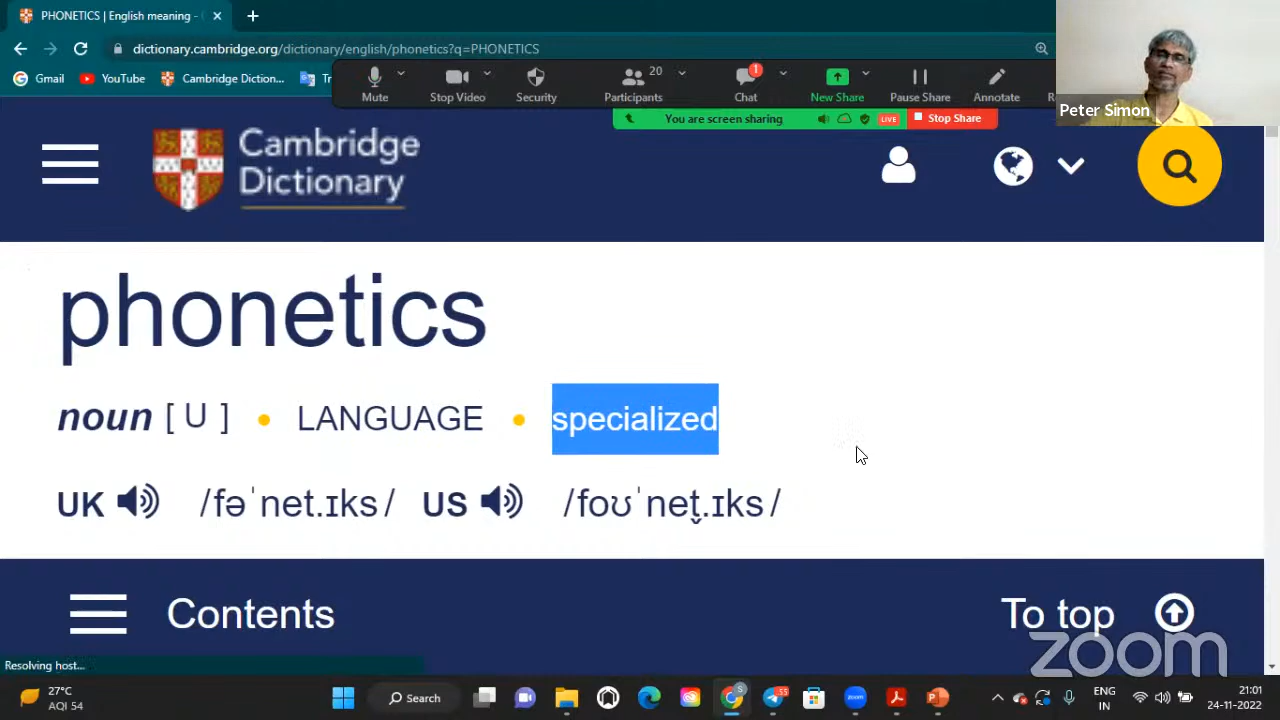 PHONETICS | English meaning -
dictionary.cambridge.org/dictionary/english/phonetics?q=PHONETICS
Gmail YouTube Cambridge Diction...
Mute Stop Video Security Participants 20 Chat 1 New Share Pause Share Annotate
You are screen sharing LIVE Stop Share
Peter Simon
Cambridge
Dictionary
phonetics
noun [ U ] • LANGUAGE • specialized
UK /fəˈnet.ɪks/ US /foʊˈnet̬.ɪks/
Contents To top
zoom
Resolving host...
27°C
AQI 54
Search
ENG
IN
21:01
24-11-2022